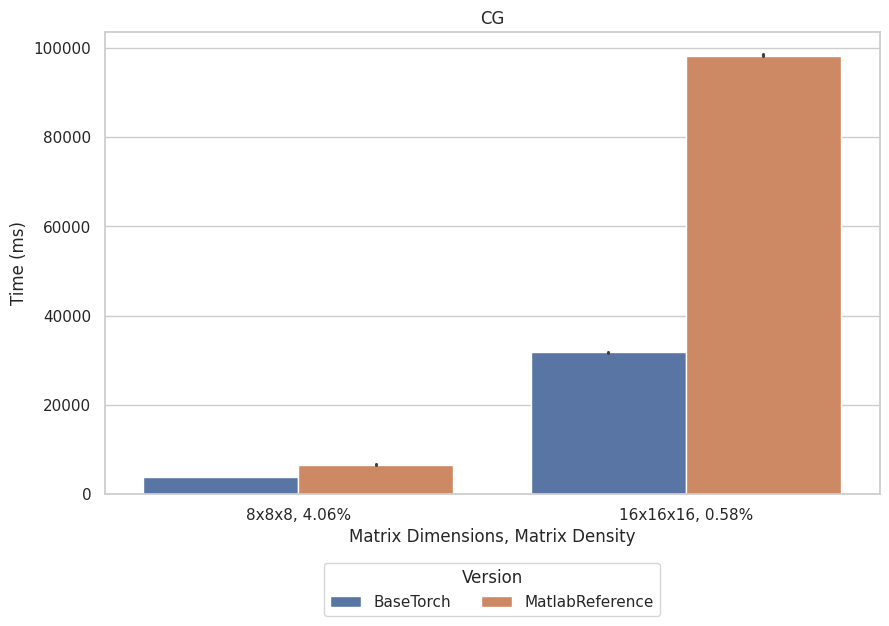 CG
100000
80000
60000
40000
20000
0
Time (ms)
8x8x8, 4.06%
16x16x16, 0.58%
Matrix Dimensions, Matrix Density
Version
BaseTorch
MatlabReference